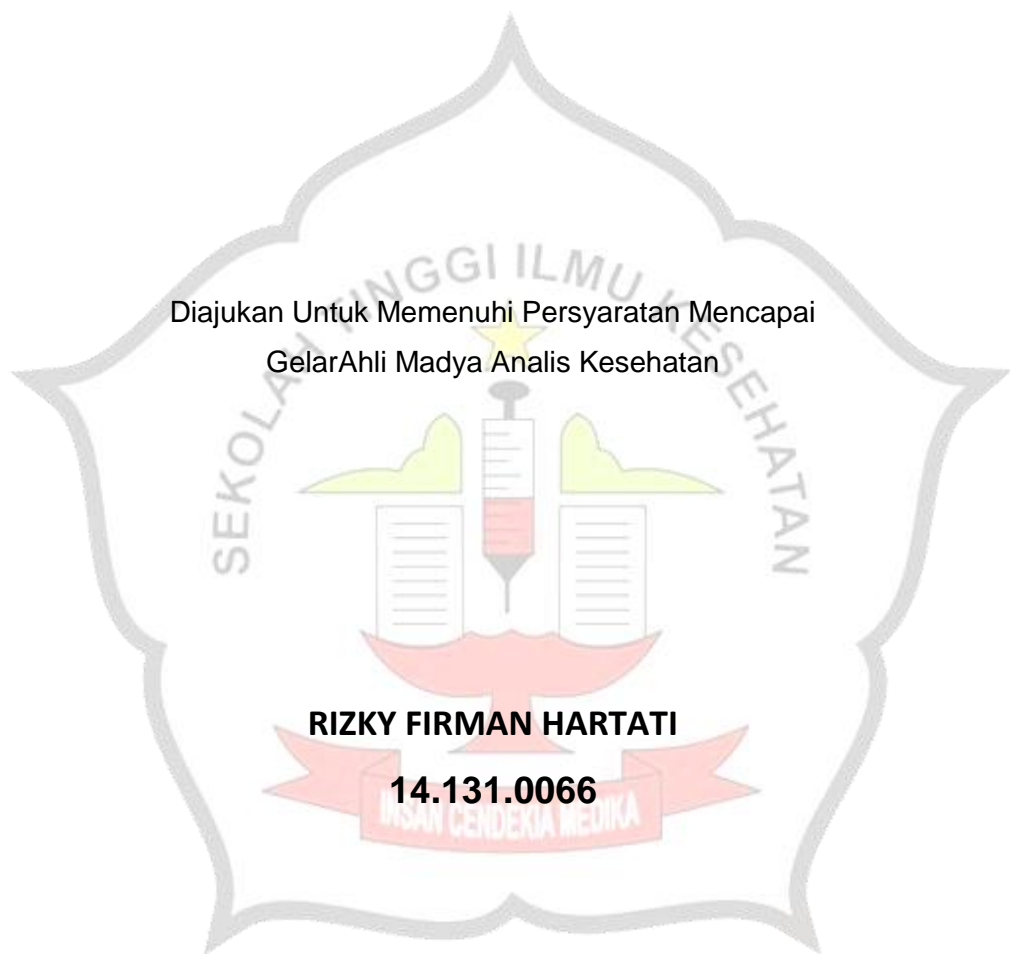 SEKOLAH TINGGI ILMU KESEHATAN
Diajukan Untuk Memenuhi Persyaratan Mencapai
GelarAhli Madya Analis Kesehatan
RIZKY FIRMAN HARTATI
14.131.0066
INSAN CENDEKIA MEDIKA